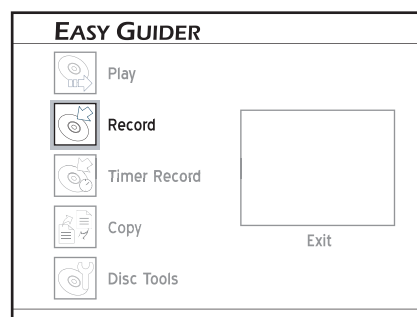 EASY GUIDER
Play
Record
Timer Record
Copy
Exit
Disc Tools